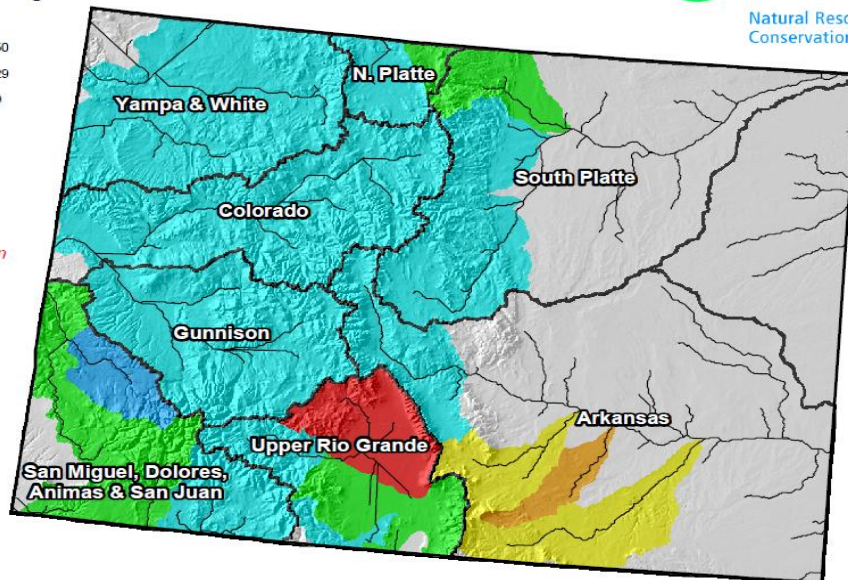 Natural Reso
Conservation
N. Platte
Yampa & White
South Platte
Colorado
Gunnison
Arkansas
Upper Rio Grande
San Miguel, Dolores,
Animas & San Juan